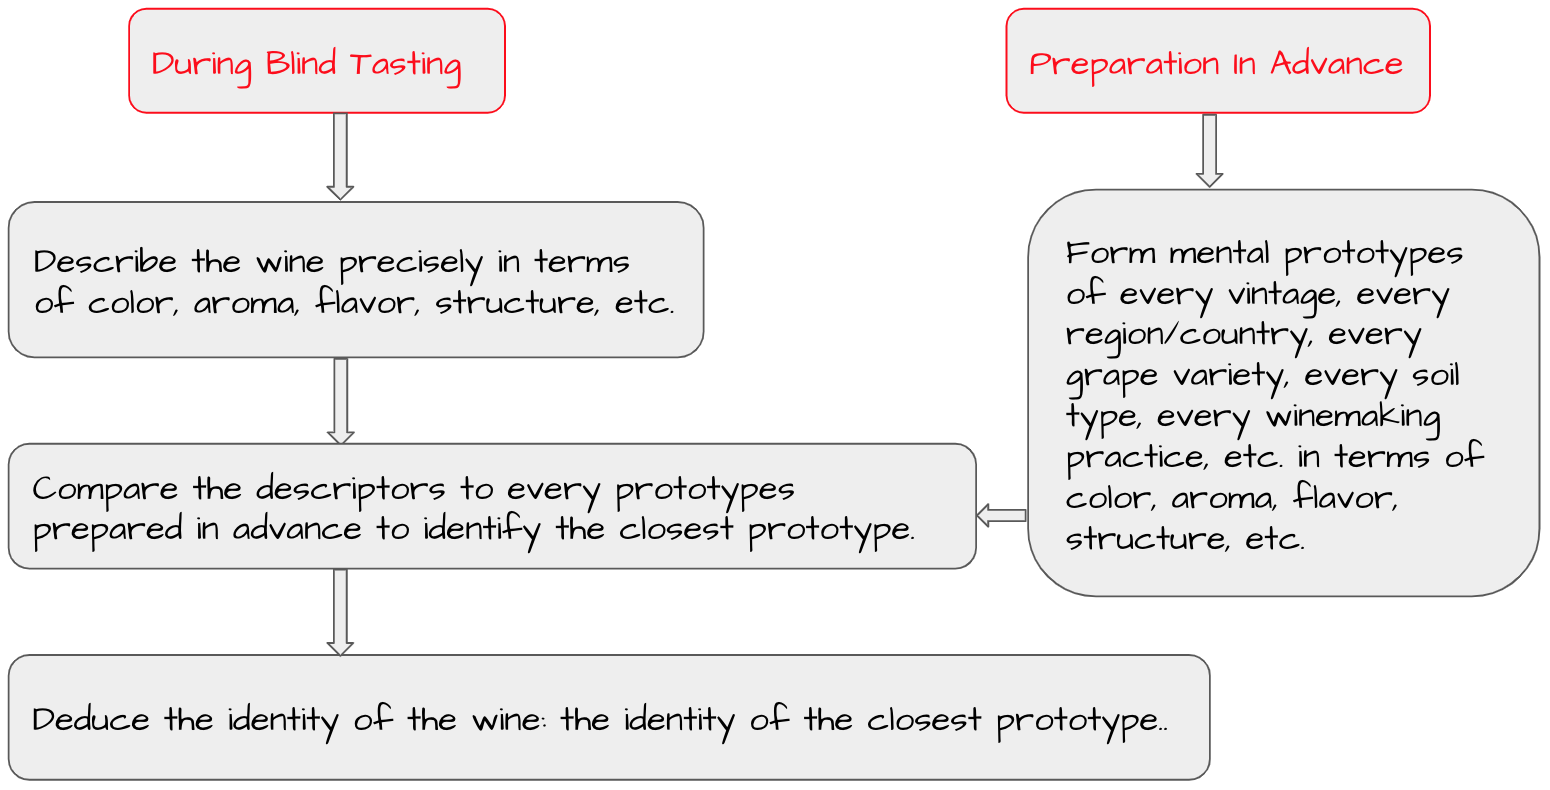 During Blind Tasting
Preparation In Advance
Describe the wine precisely in terms
of color, aroma, flavor, structure, etc.
Form mental prototypes
of every vintage, every
region/country, every
grape variety, every soil
type, every winemaking
practice, etc. in terms of
color, aroma, flavor,
structure, etc.
Compare the descriptors to every prototypes
prepared in advance to identify the closest prototype.
Deduce the identity of the wine: the identity of the closest prototype..